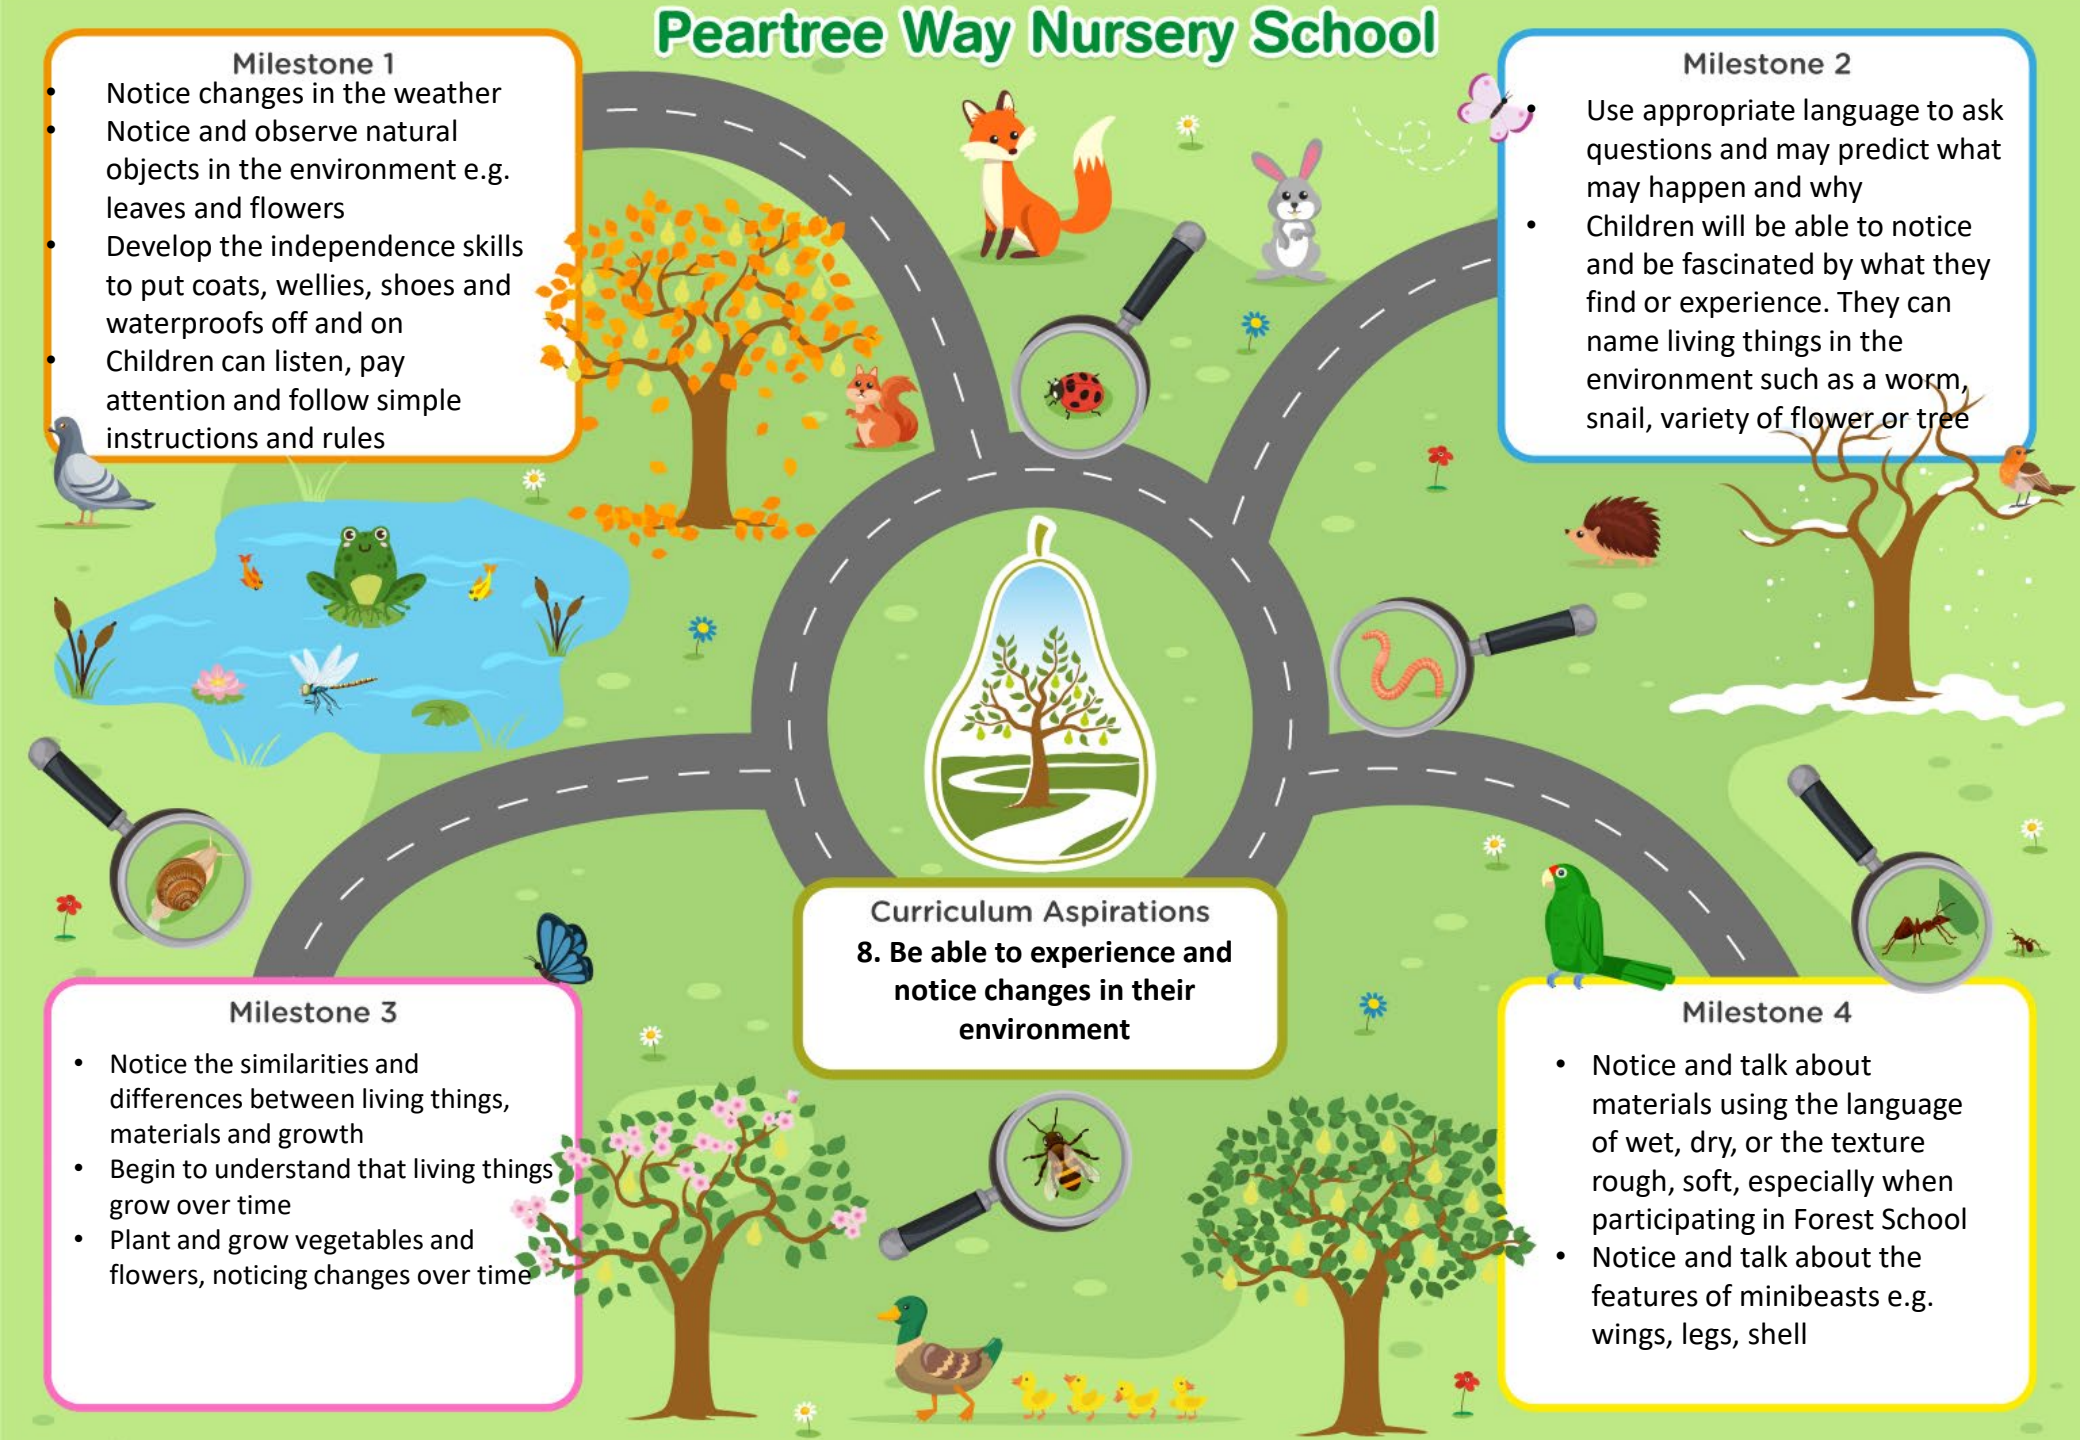 Peartree Way Nursery School
Milestone 1
• Notice changes in the weather
• Notice and observe natural
objects in the environment e.g.
leaves and flowers
• Develop the independence skills
to put coats, wellies, shoes and
waterproofs off and on
• Children can listen, pay
attention and follow simple
instructions and rules
Milestone 2
• Use appropriate language to ask
questions and may predict what
may happen and why
• Children will be able to notice
and be fascinated by what they
find or experience. They can
name living things in the
environment such as a worm,
snail, variety of flower or tree
Curriculum Aspirations
8. Be able to experience and
notice changes in their
environment
Milestone 3
• Notice the similarities and
differences between living things,
materials and growth
• Begin to understand that living things
grow over time
• Plant and grow vegetables and
flowers, noticing changes over time
Milestone 4
• Notice and talk about
materials using the language
of wet, dry, or the texture
rough, soft, especially when
participating in Forest School
• Notice and talk about the
features of minibeasts e.g.
wings, legs, shell